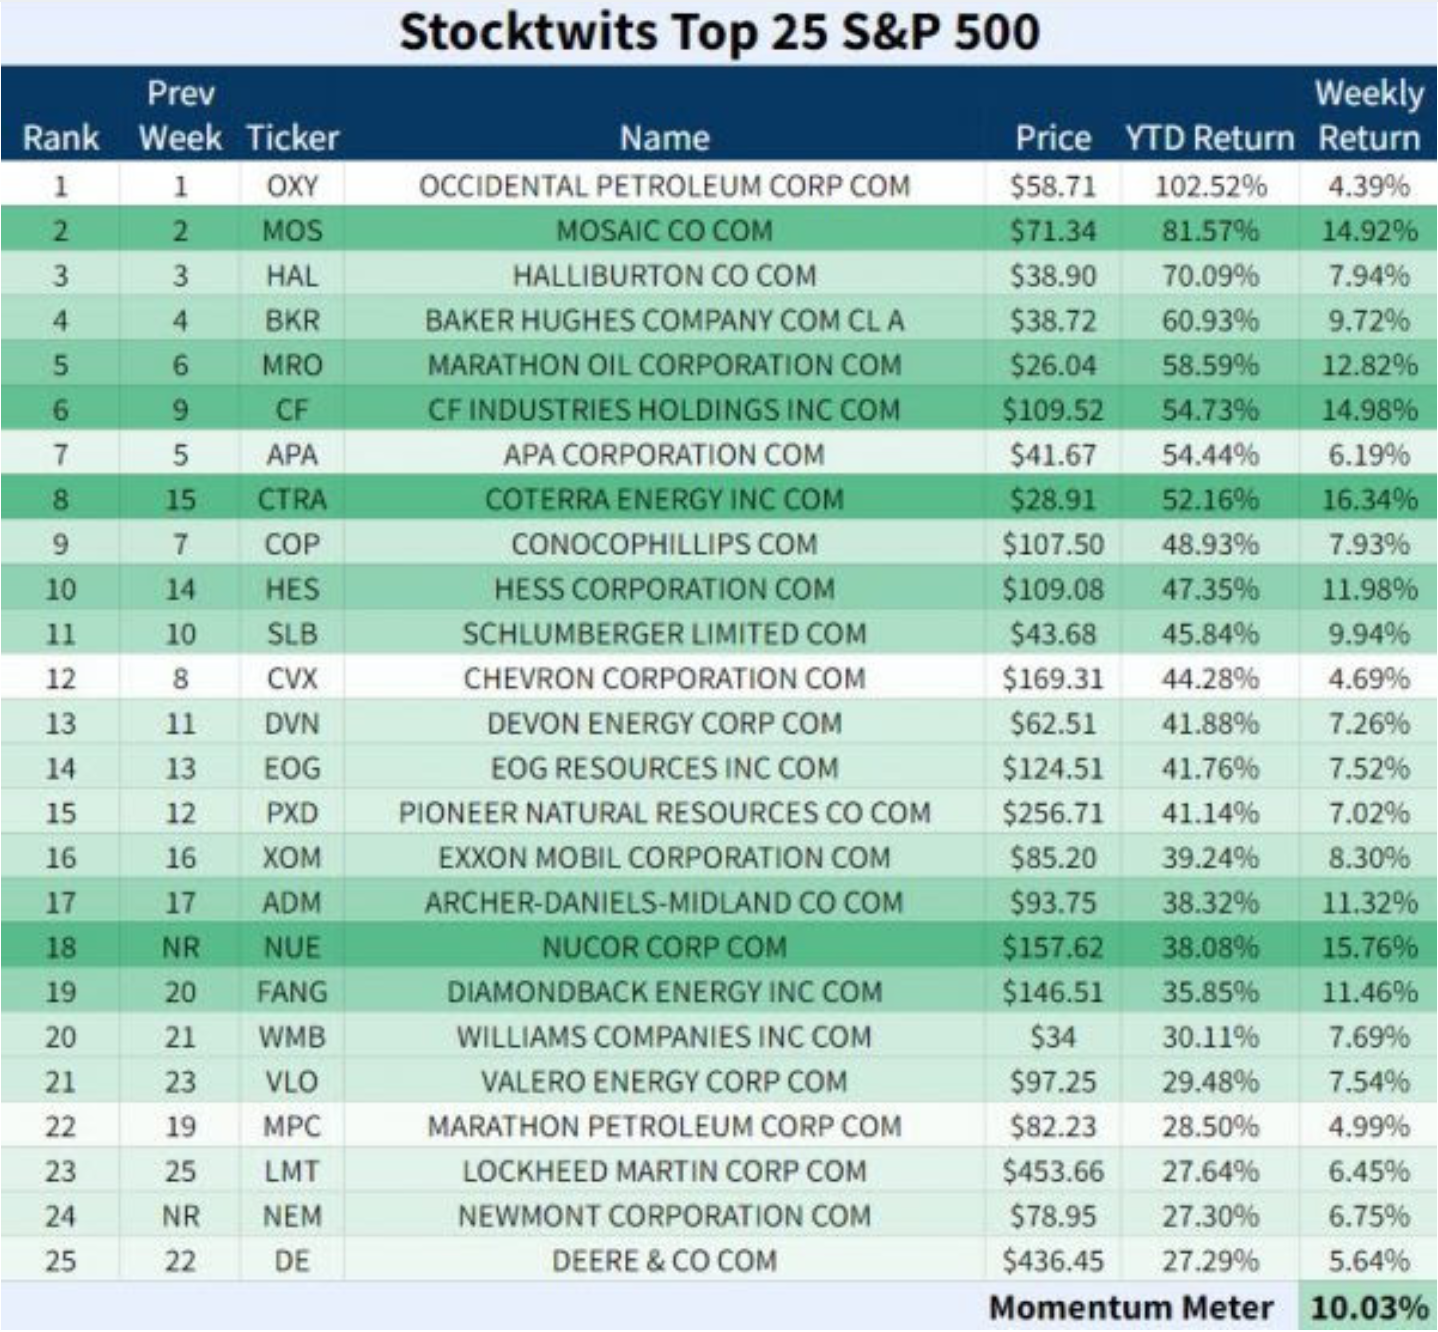 Stocktwits Top 25 S&P 500
Rank Prev Week Ticker Name Price YTD Return Weekly Return
1 1 OXY OCCIDENTAL PETROLEUM CORP COM $58.71 102.52% 4.39%
2 2 MOS MOSAIC CO COM $71.34 81.57% 14.92%
3 3 HAL HALLIBURTON CO COM $38.90 70.09% 7.94%
4 4 BKR BAKER HUGHES COMPANY COM CL A $38.72 60.93% 9.72%
5 6 MRO MARATHON OIL CORPORATION COM $26.04 58.59% 12.82%
6 9 CF CF INDUSTRIES HOLDINGS INC COM $109.52 54.73% 14.98%
7 5 APA APA CORPORATION COM $41.67 54.44% 6.19%
8 15 CTRA COTERRA ENERGY INC COM $28.91 52.16% 16.34%
9 7 COP CONOCOPHILLIPS COM $107.50 48.93% 7.93%
10 14 HES HESS CORPORATION COM $109.08 47.35% 11.98%
11 10 SLB SCHLUMBERGER LIMITED COM $43.68 45.84% 9.94%
12 8 CVX CHEVRON CORPORATION COM $169.31 44.28% 4.69%
13 11 DVN DEVON ENERGY CORP COM $62.51 41.88% 7.26%
14 13 EOG EOG RESOURCES INC COM $124.51 41.76% 7.52%
15 12 PXD PIONEER NATURAL RESOURCES CO COM $256.71 41.14% 7.02%
16 16 XOM EXXON MOBIL CORPORATION COM $85.20 39.24% 8.30%
17 17 ADM ARCHER-DANIELS-MIDLAND CO COM $93.75 38.32% 11.32%
18 NR NUE NUCOR CORP COM $157.62 38.08% 15.76%
19 20 FANG DIAMONDBACK ENERGY INC COM $146.51 35.85% 11.46%
20 21 WMB WILLIAMS COMPANIES INC COM $34 30.11% 7.69%
21 23 VLO VALERO ENERGY CORP COM $97.25 29.48% 7.54%
22 19 MPC MARATHON PETROLEUM CORP COM $82.23 28.50% 4.99%
23 25 LMT LOCKHEED MARTIN CORP COM $453.66 27.64% 6.45%
24 NR NEM NEWMONT CORPORATION COM $78.95 27.30% 6.75%
25 22 DE DEERE & CO COM $436.45 27.29% 5.64%
Momentum Meter 10.03%